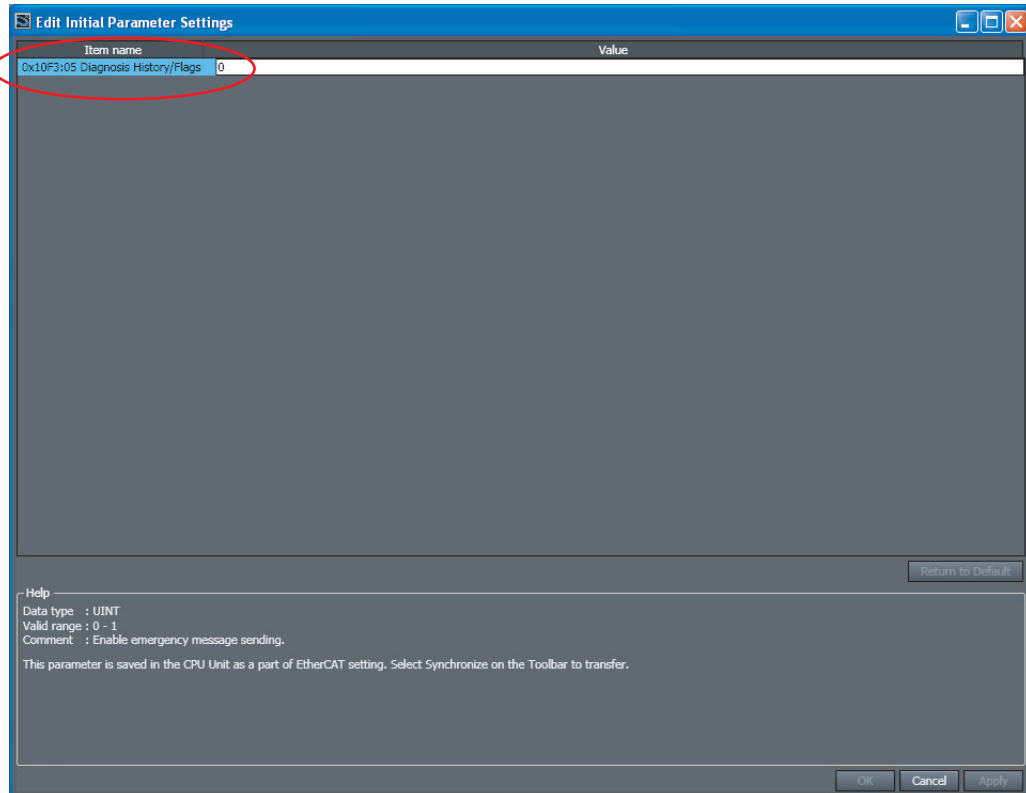 Edit Initial Parameter Settings
Item name Value
0x10F3:05 Diagnosis History/Flags 0
Return to Default
Help
Data type : UINT
Valid range : 0 - 1
Comment : Enable emergency message sending.
This parameter is saved in the CPU Unit as a part of EtherCAT setting. Select Synchronize on the Toolbar to transfer.
OK Cancel Apply